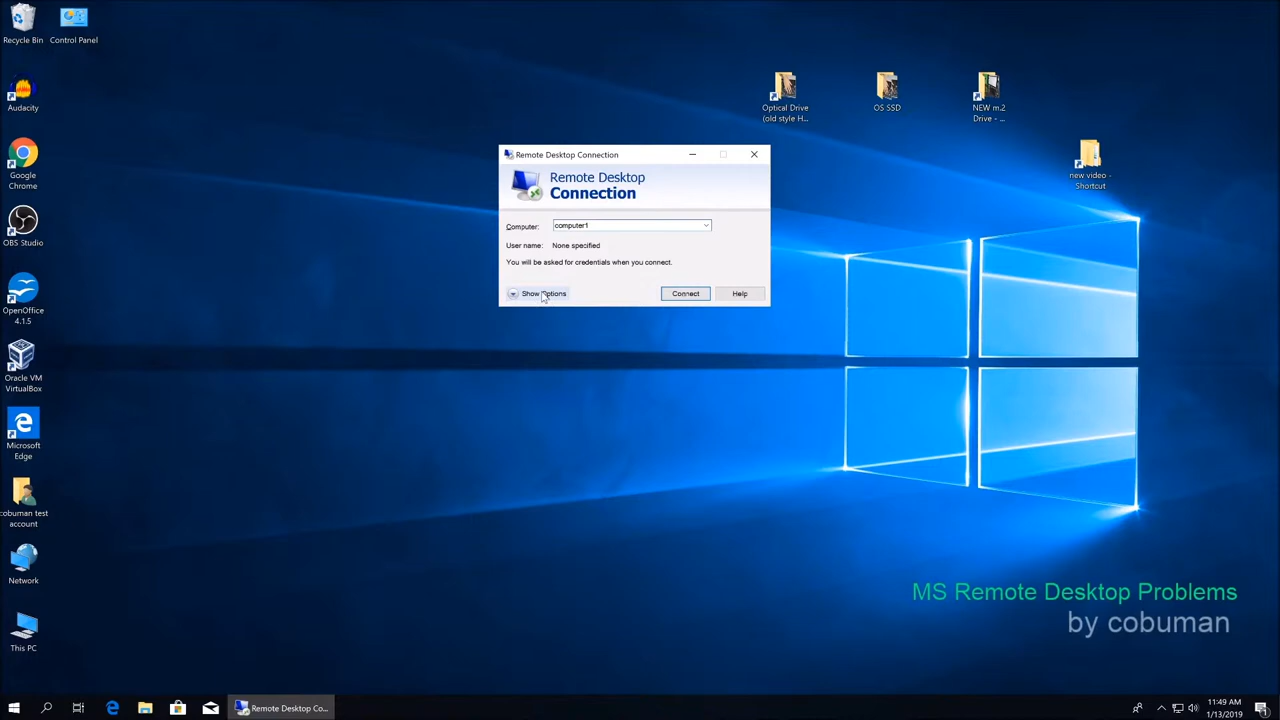 Recycle Bin
Control Panel
Audacity
Google
Chrome
OBS Studio
OpenOffice
4.1.5
Oracle VM
VirtualBox
Microsoft
Edge
cobuman test
account
Network
This PC
Optical Drive
(old style H...
OS SSD
NEW m.2
Drive - ...
new video -
Shortcut
Remote Desktop Connection
Remote Desktop
Connection
Computer: computer1
User name: None specified
You will be asked for credentials when you connect.
Show Options Connect Help
MS Remote Desktop Problems
by cobuman
Remote Desktop Co...
11:49 AM
1/13/2019
1